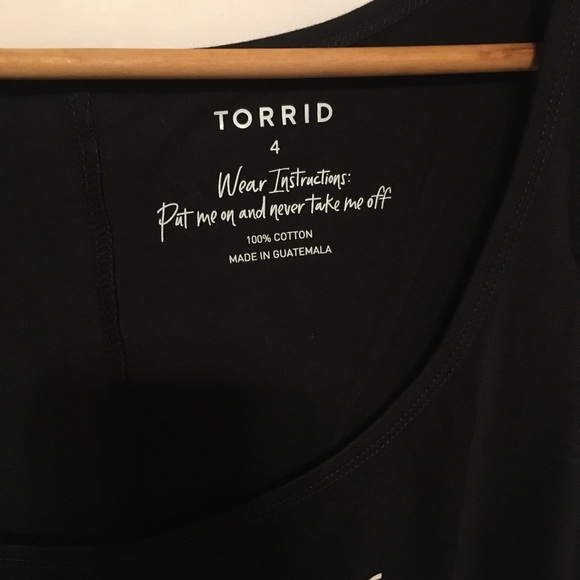 TORRID
4
Wear Instructions:
Put me on and never take me off
100% COTTON
MADE IN GUATEMALA